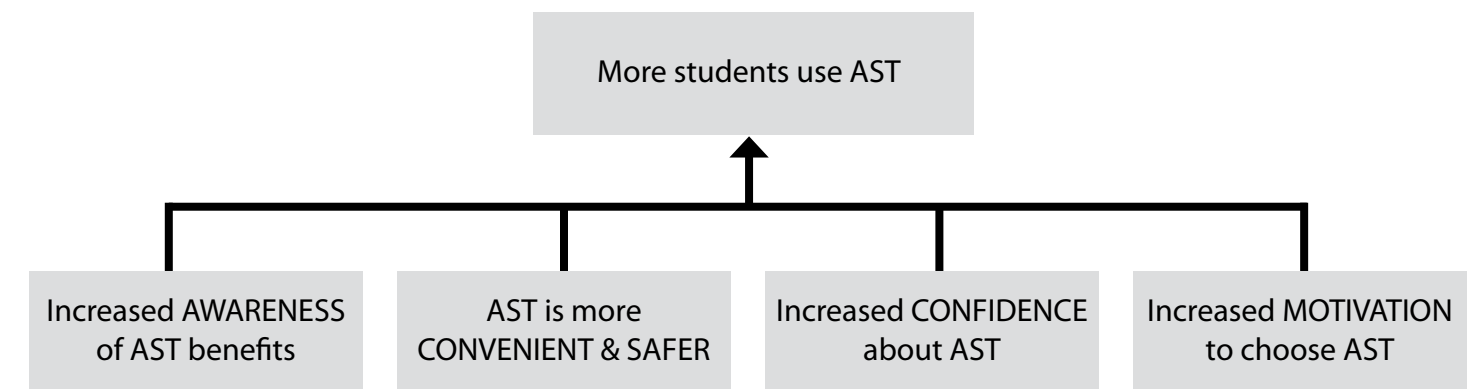 More students use AST
Increased AWARENESS
of AST benefits
AST is more
CONVENIENT & SAFER
Increased CONFIDENCE
about AST
Increased MOTIVATION
to choose AST